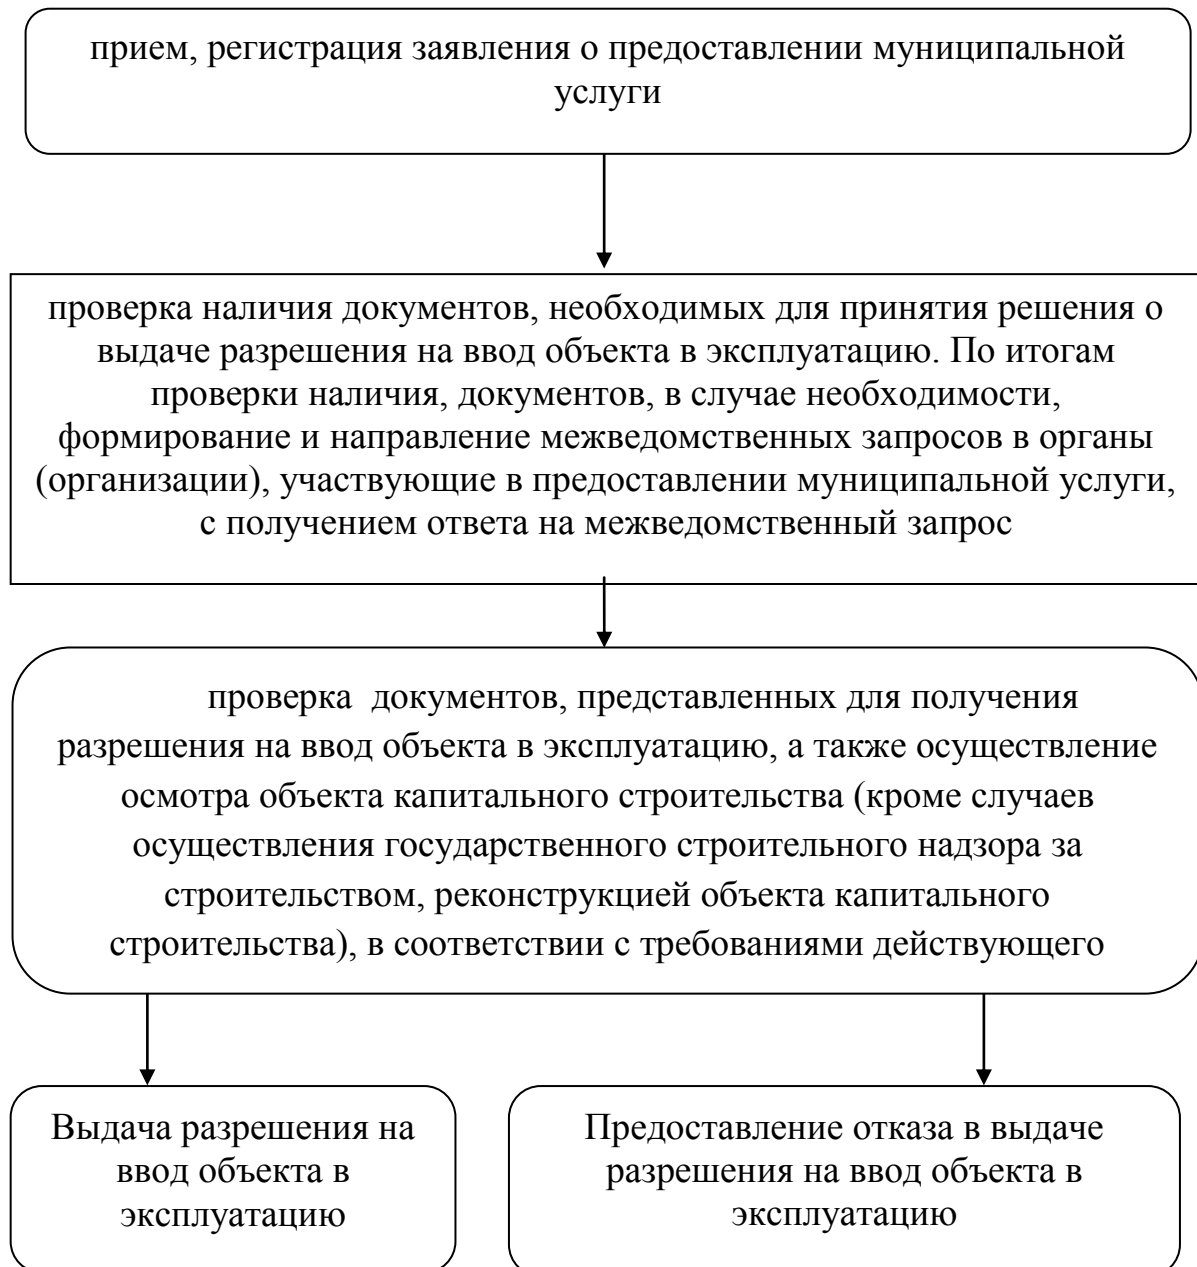 прием, регистрация заявления о предоставлении муниципальной
услуги
проверка наличия документов, необходимых для принятия решения о
выдаче разрешения на ввод объекта в эксплуатацию. По итогам
проверки наличия, документов, в случае необходимости,
формирование и направление межведомственных запросов в органы
(организации), участвующие в предоставлении муниципальной услуги,
с получением ответа на межведомственный запрос
проверка  документов, представленных для получения
разрешения на ввод объекта в эксплуатацию, а также осуществление
осмотра объекта капитального строительства (кроме случаев
осуществления государственного строительного надзора за
строительством, реконструкцией объекта капитального
строительства), в соответствии с требованиями действующего
Выдача разрешения на
ввод объекта в
эксплуатацию
Предоставление отказа в выдаче
разрешения на ввод объекта в
эксплуатацию